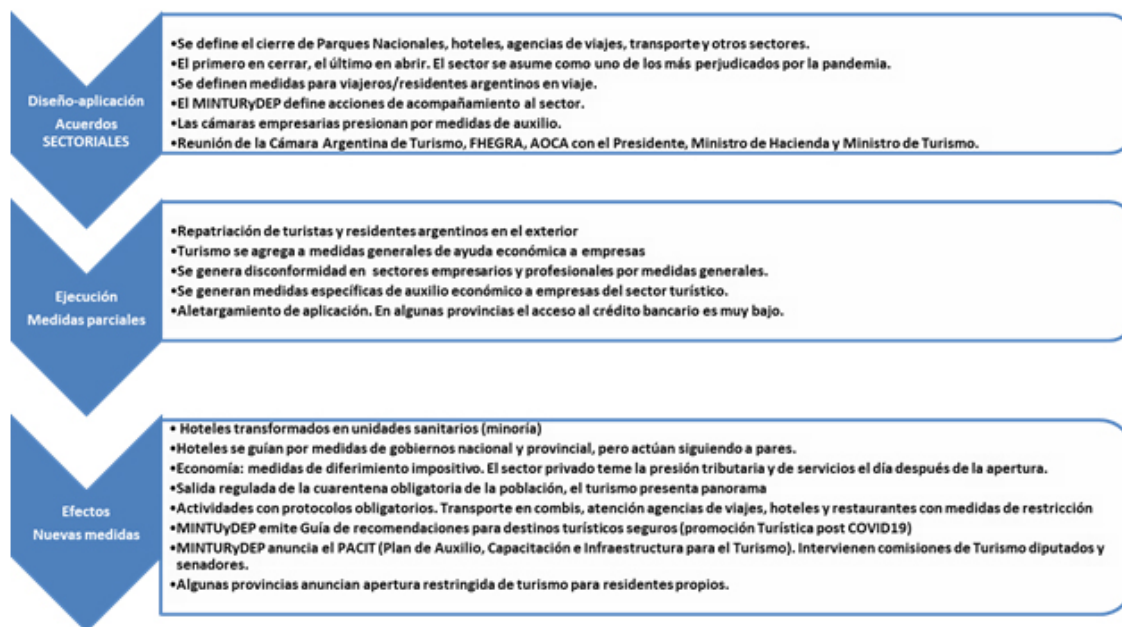 Diseño-aplicación
Acuerdos
SECTORIALES
•Se define el cierre de Parques Nacionales, hoteles, agencias de viajes, transporte y otros sectores.
•El primero en cerrar, el último en abrir. El sector se asume como uno de los más perjudicados por la pandemia.
•Se definen medidas para viajeros/residentes argentinos en viaje.
•El MINTURyDEP define acciones de acompañamiento al sector.
•Las cámaras empresarias presionan por medidas de auxilio.
•Reunión de la Cámara Argentina de Turismo, FHEGRA, AOCA con el Presidente, Ministro de Hacienda y Ministro de Turismo.
Ejecución
Medidas parciales
•Repatriación de turistas y residentes argentinos en el exterior
•Turismo se agrega a medidas generales de ayuda económica a empresas
•Se genera disconformidad en sectores empresarios y profesionales por medidas generales.
•Se generan medidas específicas de auxilio económico a empresas del sector turístico.
•Aletargamiento de aplicación. En algunas provincias el acceso al crédito bancario es muy bajo.
Efectos
Nuevas medidas
• Hoteles transformados en unidades sanitarios (minoría)
•Hoteles se guían por medidas de gobiernos nacional y provincial, pero actúan siguiendo a pares.
•Economía: medidas de diferimiento impositivo. El sector privado teme la presión tributaria y de servicios el día después de la apertura.
•Salida regulada de la cuarentena obligatoria de la población, el turismo presenta panorama
•Actividades con protocolos obligatorios. Transporte en combis, atención agencias de viajes, hoteles y restaurantes con medidas de restricción
•MINTUyDEP emite Guía de recomendaciones para destinos turísticos seguros (promoción Turística post COVID19)
•MINTURyDEP anuncia el PACIT (Plan de Auxilio, Capacitación e Infraestructura para el Turismo). Intervienen comisiones de Turismo diputados y
senadores.
•Algunas provincias anuncian apertura restringida de turismo para residentes propios.